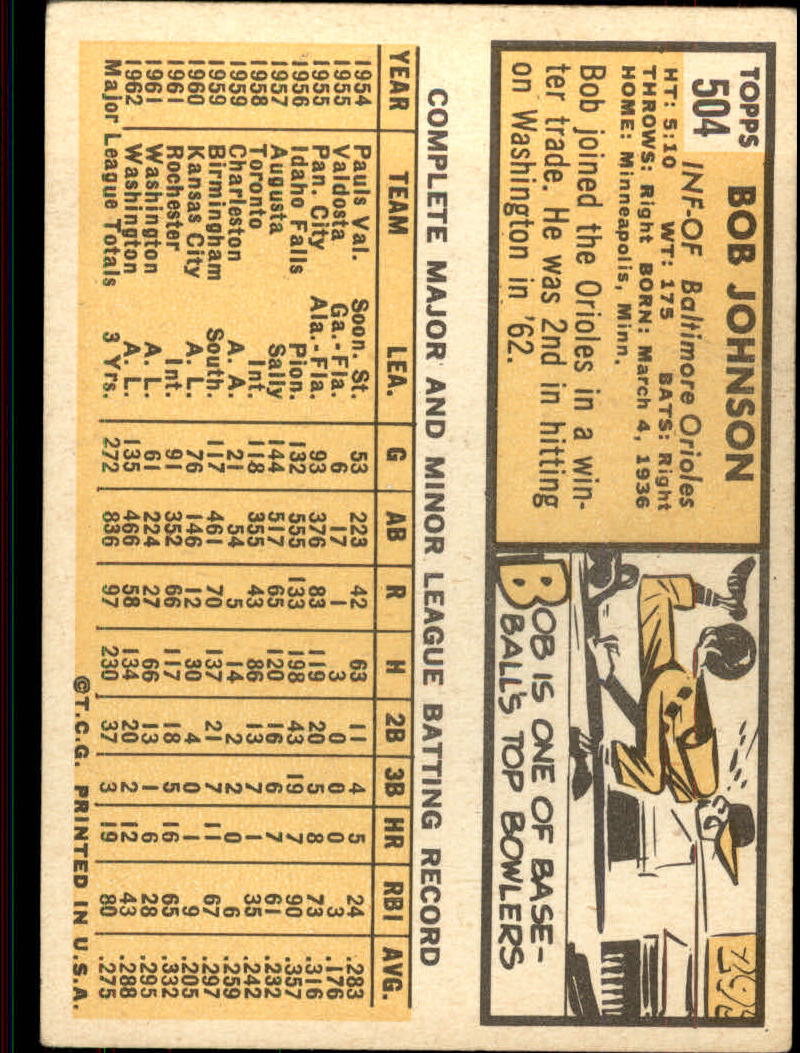 TOPPS
504
BOB JOHNSON
INF-OF Baltimore Orioles
HT: 5:10 WT: 175 BATS: Right
THROWS: Right BORN: March 4, 1936
HOME: Minneapolis, Minn.
Bob joined the Orioles in a win-
ter trade. He was 2nd in hitting
on Washington in '62.
BOB IS ONE OF BASE-
BALL'S TOP BOWLERS
COMPLETE MAJOR AND MINOR LEAGUE BATTING RECORD
YEAR TEAM LEA. G AB R H 2B 3B HR RBI AVG.
1954 Pauls Val. Soon. St. 53 223 42 63 11 4 5 24 .283
1955 Valdosta Ga.-Fla. 6 17 1 3 0 0 0 3 .176
1955 Pan. City Ala.-Fla. 93 376 83 119 20 5 8 73 .316
1956 Idaho Falls Pion. 132 555 133 198 43 19 7 90 .357
1957 Augusta Sally 144 517 65 120 16 6 7 61 .232
1958 Toronto Int. 118 355 43 86 13 7 1 35 .242
1959 Charleston A. A. 21 54 5 14 2 2 0 6 .259
1959 Birmingham South. 117 461 70 137 21 7 11 67 .297
1960 Kansas City A. L. 76 146 12 30 4 0 1 9 .205
1961 Rochester Int. 91 352 66 117 18 5 16 65 .332
1961 Washington A. L. 61 224 27 66 13 1 6 28 .295
1962 Washington A. L. 135 466 58 134 20 2 12 43 .288
Major League Totals 3 Yrs. 272 836 97 230 37 3 19 80 .275
©T.C.G. PRINTED IN U.S.A.